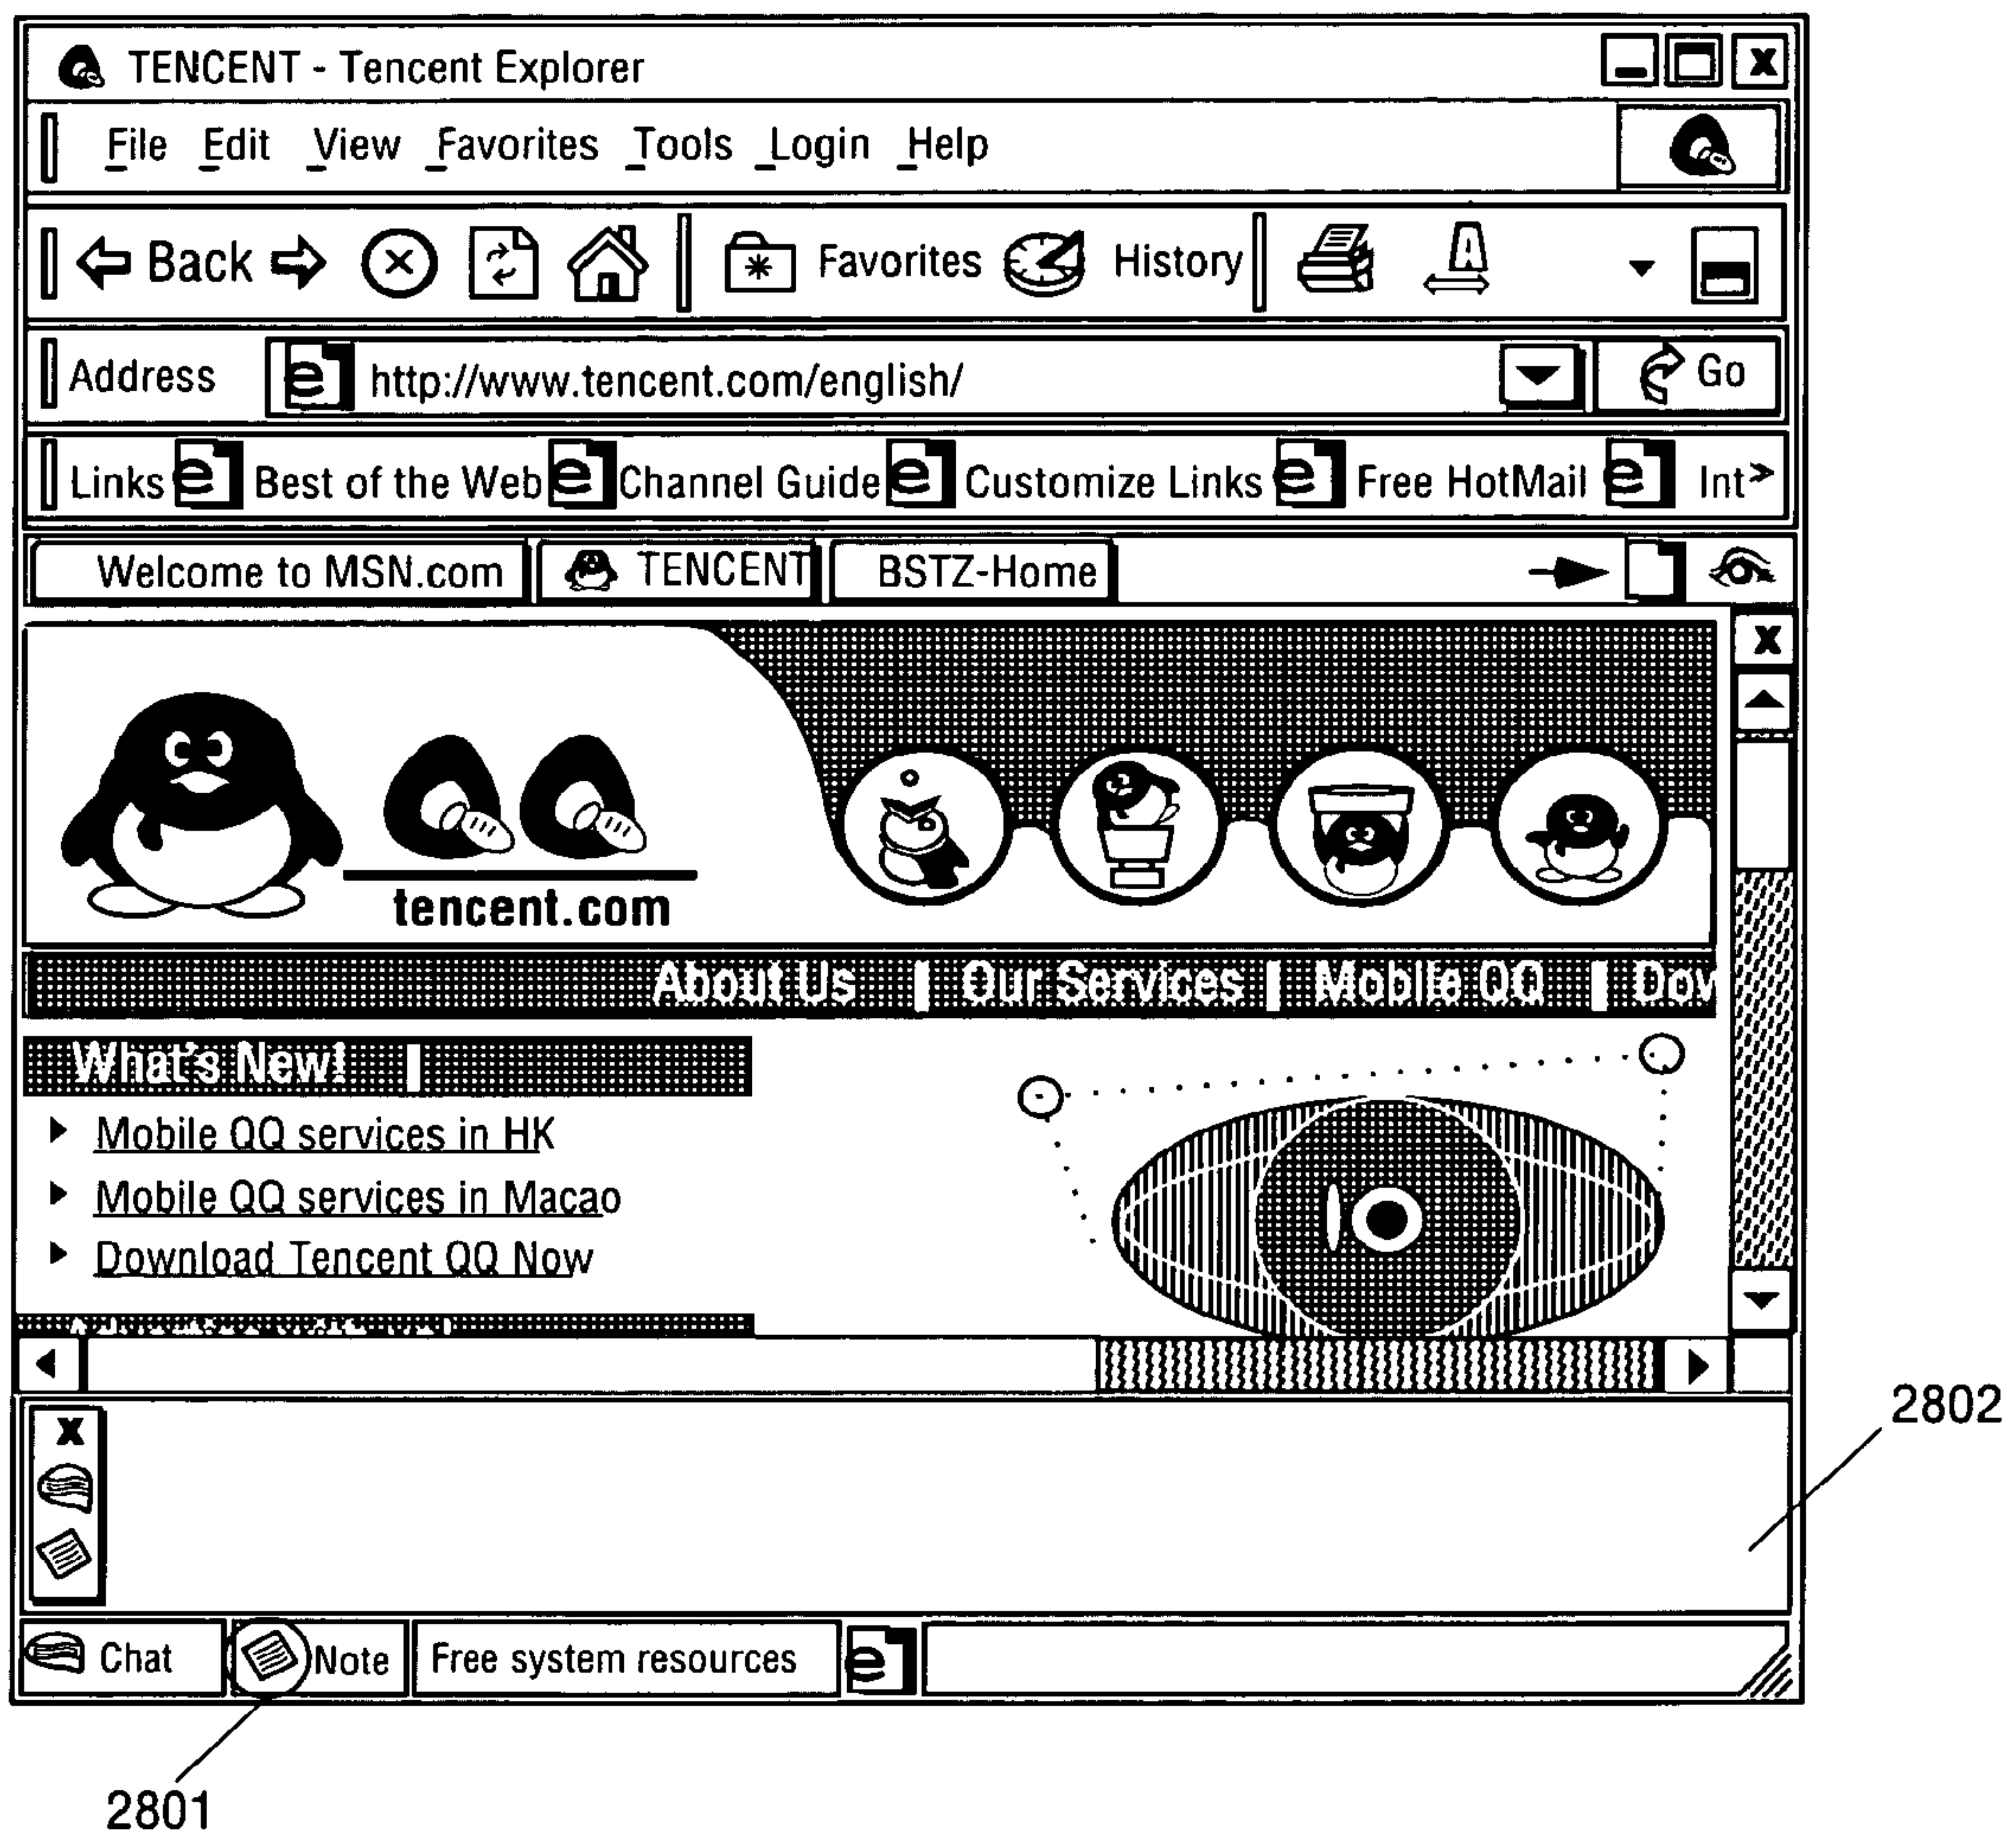 TENCENT - Tencent Explorer
File Edit View Favorites Tools Login Help
Back Favorites History
Address http://www.tencent.com/english/ Go
Links Best of the Web Channel Guide Customize Links Free HotMail Int >
Welcome to MSN.com TENCENT BSTZ-Home
tencent.com
About Us Our Services Mobile QQ Dov
What's New!
Mobile QQ services in HK
Mobile QQ services in Macao
Download Tencent QQ Now
2802
Chat Note Free system resources
2801